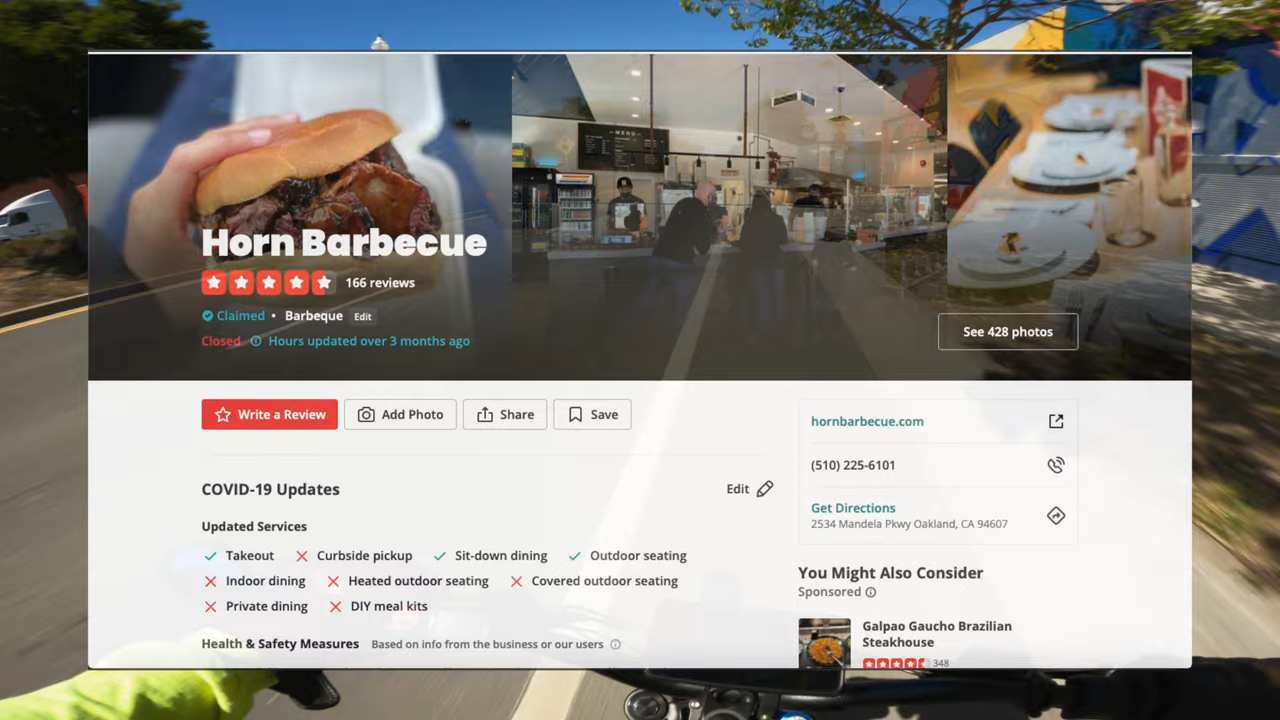 MENU
Horn Barbecue
166 reviews
Claimed • Barbeque Edit
Closed Hours updated over 3 months ago
See 428 photos
Write a Review Add Photo Share Save
hornbarbecue.com
(510) 225-6101
Get Directions
2534 Mandela Pkwy Oakland, CA 94607
COVID-19 Updates Edit
Updated Services
Takeout Curbside pickup Sit-down dining Outdoor seating
Indoor dining Heated outdoor seating Covered outdoor seating
Private dining DIY meal kits
Health & Safety Measures Based on info from the business or our users
You Might Also Consider
Sponsored
Galpao Gaucho Brazilian
Steakhouse
348